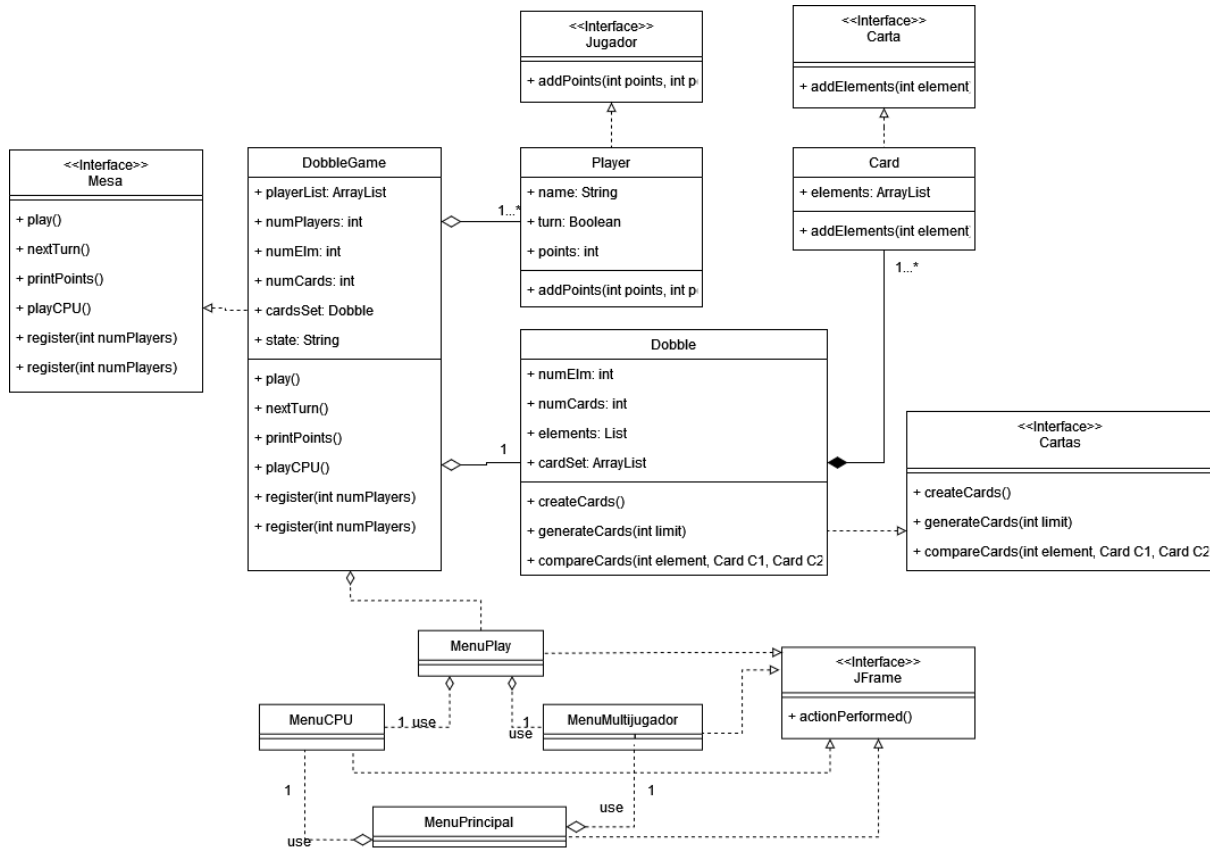 <<Interface>>
Jugador
+ addPoints(int points, int p
<<Interface>>
Carta
+ addElements(int element
<<Interface>>
Mesa
+ play()
+ nextTurn()
+ printPoints()
+ playCPU()
+ register(int numPlayers)
+ register(int numPlayers)
DobbleGame
+ playerList: ArrayList
+ numPlayers: int
+ numElm: int
+ numCards: int
+ cardsSet: Dobble
+ state: String
+ play()
+ nextTurn()
+ printPoints()
+ playCPU()
+ register(int numPlayers)
+ register(int numPlayers)
1...*
Player
+ name: String
+ turn: Boolean
+ points: int
+ addPoints(int points, int p
Card
+ elements: ArrayList
+ addElements(int element
1...*
1
Dobble
+ numElm: int
+ numCards: int
+ elements: List
+ cardSet: ArrayList
+ createCards()
+ generateCards(int limit)
+ compareCards(int element, Card C1, Card C2
<<Interface>>
Cartas
+ createCards()
+ generateCards(int limit)
+ compareCards(int element, Card C1, Card C2
MenuPlay
<<Interface>>
JFrame
+ actionPerformed()
MenuCPU
1 use
1
use
MenuMultijugador
1
use
1
use
MenuPrincipal